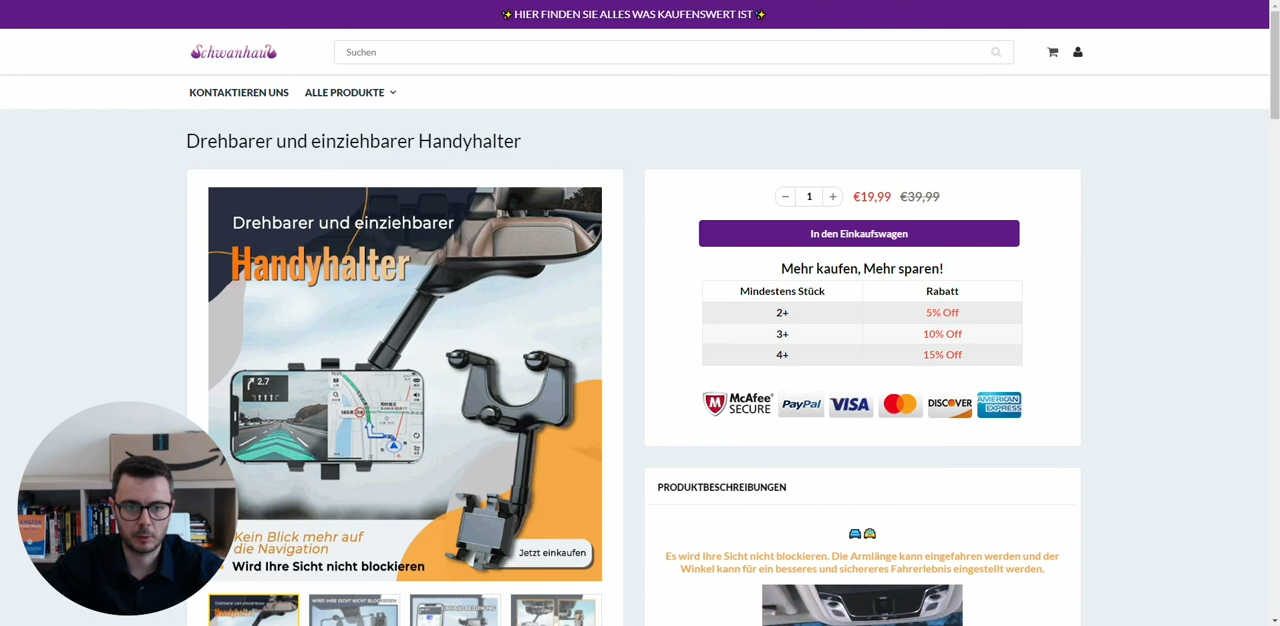 ✨ HIER FINDEN SIE ALLES WAS KAUFENSWERT IST ✨
Schwanhaus
Suchen
KONTAKTIEREN UNS
ALLE PRODUKTE
Drehbarer und einziehbarer Handyhalter
Drehbarer und einziehbarer
Handyhalter
2.7
Kein Blick mehr auf
die Navigation
Wird Ihre Sicht nicht blockieren
Jetzt einkaufen
− 1 + €19,99 €39,99
In den Einkaufswagen
Mehr kaufen, Mehr sparen!
Mindestens Stück Rabatt
2+ 5% Off
3+ 10% Off
4+ 15% Off
McAfee SECURE
PayPal
VISA
DISCOVER
AMERICAN EXPRESS
PRODUKTBESCHREIBUNGEN
Es wird Ihre Sicht nicht blockieren. Die Armlänge kann eingefahren werden und der
Winkel kann für ein besseres und sichereres Fahrerlebnis eingestellt werden.